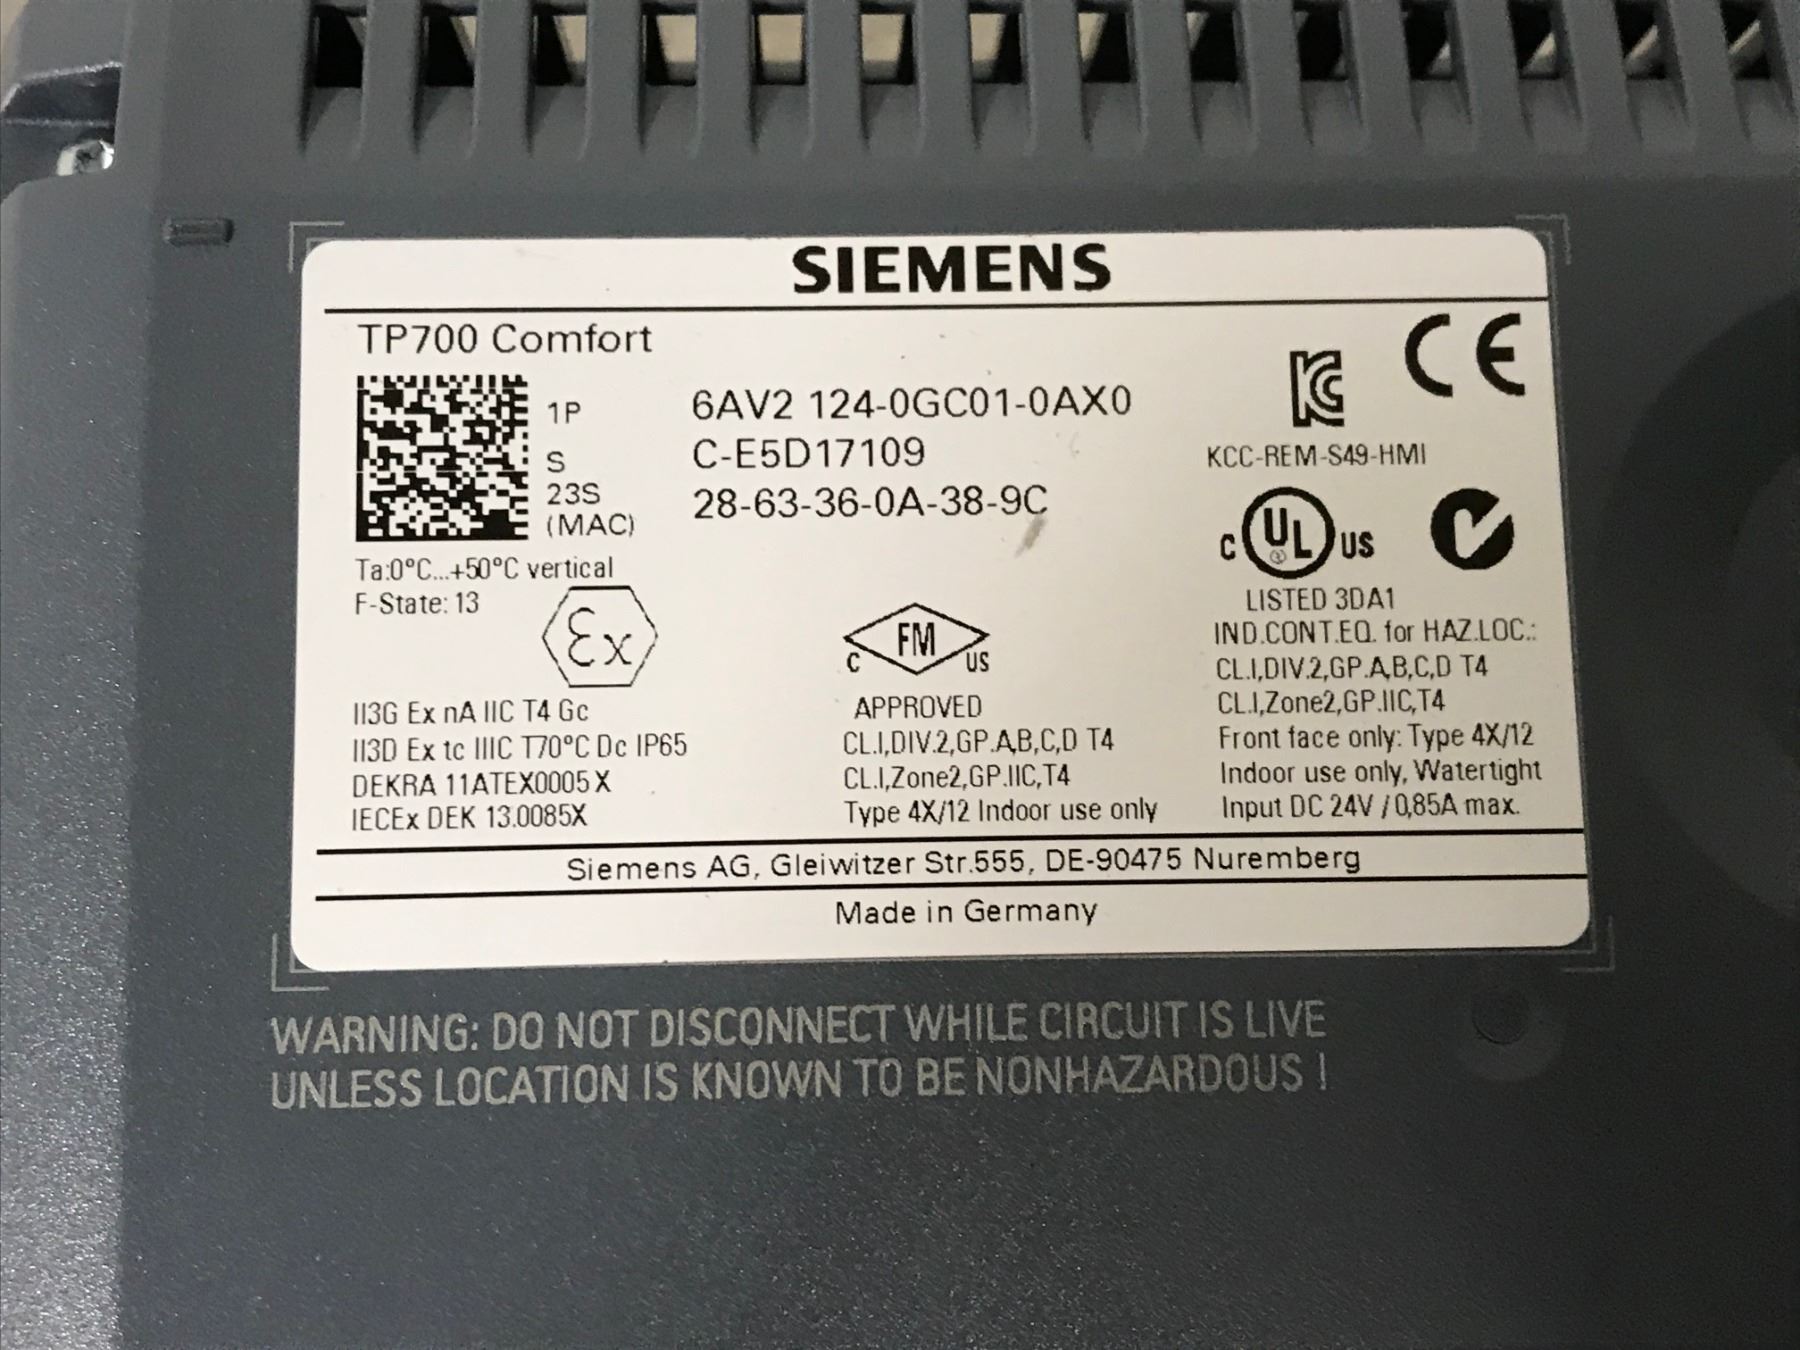 SIEMENS
TP700 Comfort
1P 6AV2 124-0GC01-0AX0
S C-E5D17109
23S
(MAC) 28-63-36-0A-38-9C
Ta:0°C...+50°C vertical
F-State: 13
Ex
II3G Ex nA IIC T4 Gc
II3D Ex tc IIIC T70°C Dc IP65
DEKRA 11ATEX0005 X
IECEx DEK 13.0085X
C FM US
APPROVED
CL.I,DIV.2,GP.A,B,C,D T4
CL.I,Zone2,GP.IIC,T4
Type 4X/12 Indoor use only
CE
KC
KCC-REM-S49-HMI
C UL US
LISTED 3DA1
IND.CONT.EQ. for HAZ.LOC.:
CL.I,DIV.2,GP.A,B,C,D T4
CL.I,Zone2,GP.IIC,T4
Front face only: Type 4X/12
Indoor use only, Watertight
Input DC 24V / 0,85A max.
Siemens AG, Gleiwitzer Str.555, DE-90475 Nuremberg
Made in Germany
WARNING: DO NOT DISCONNECT WHILE CIRCUIT IS LIVE
UNLESS LOCATION IS KNOWN TO BE NONHAZARDOUS !